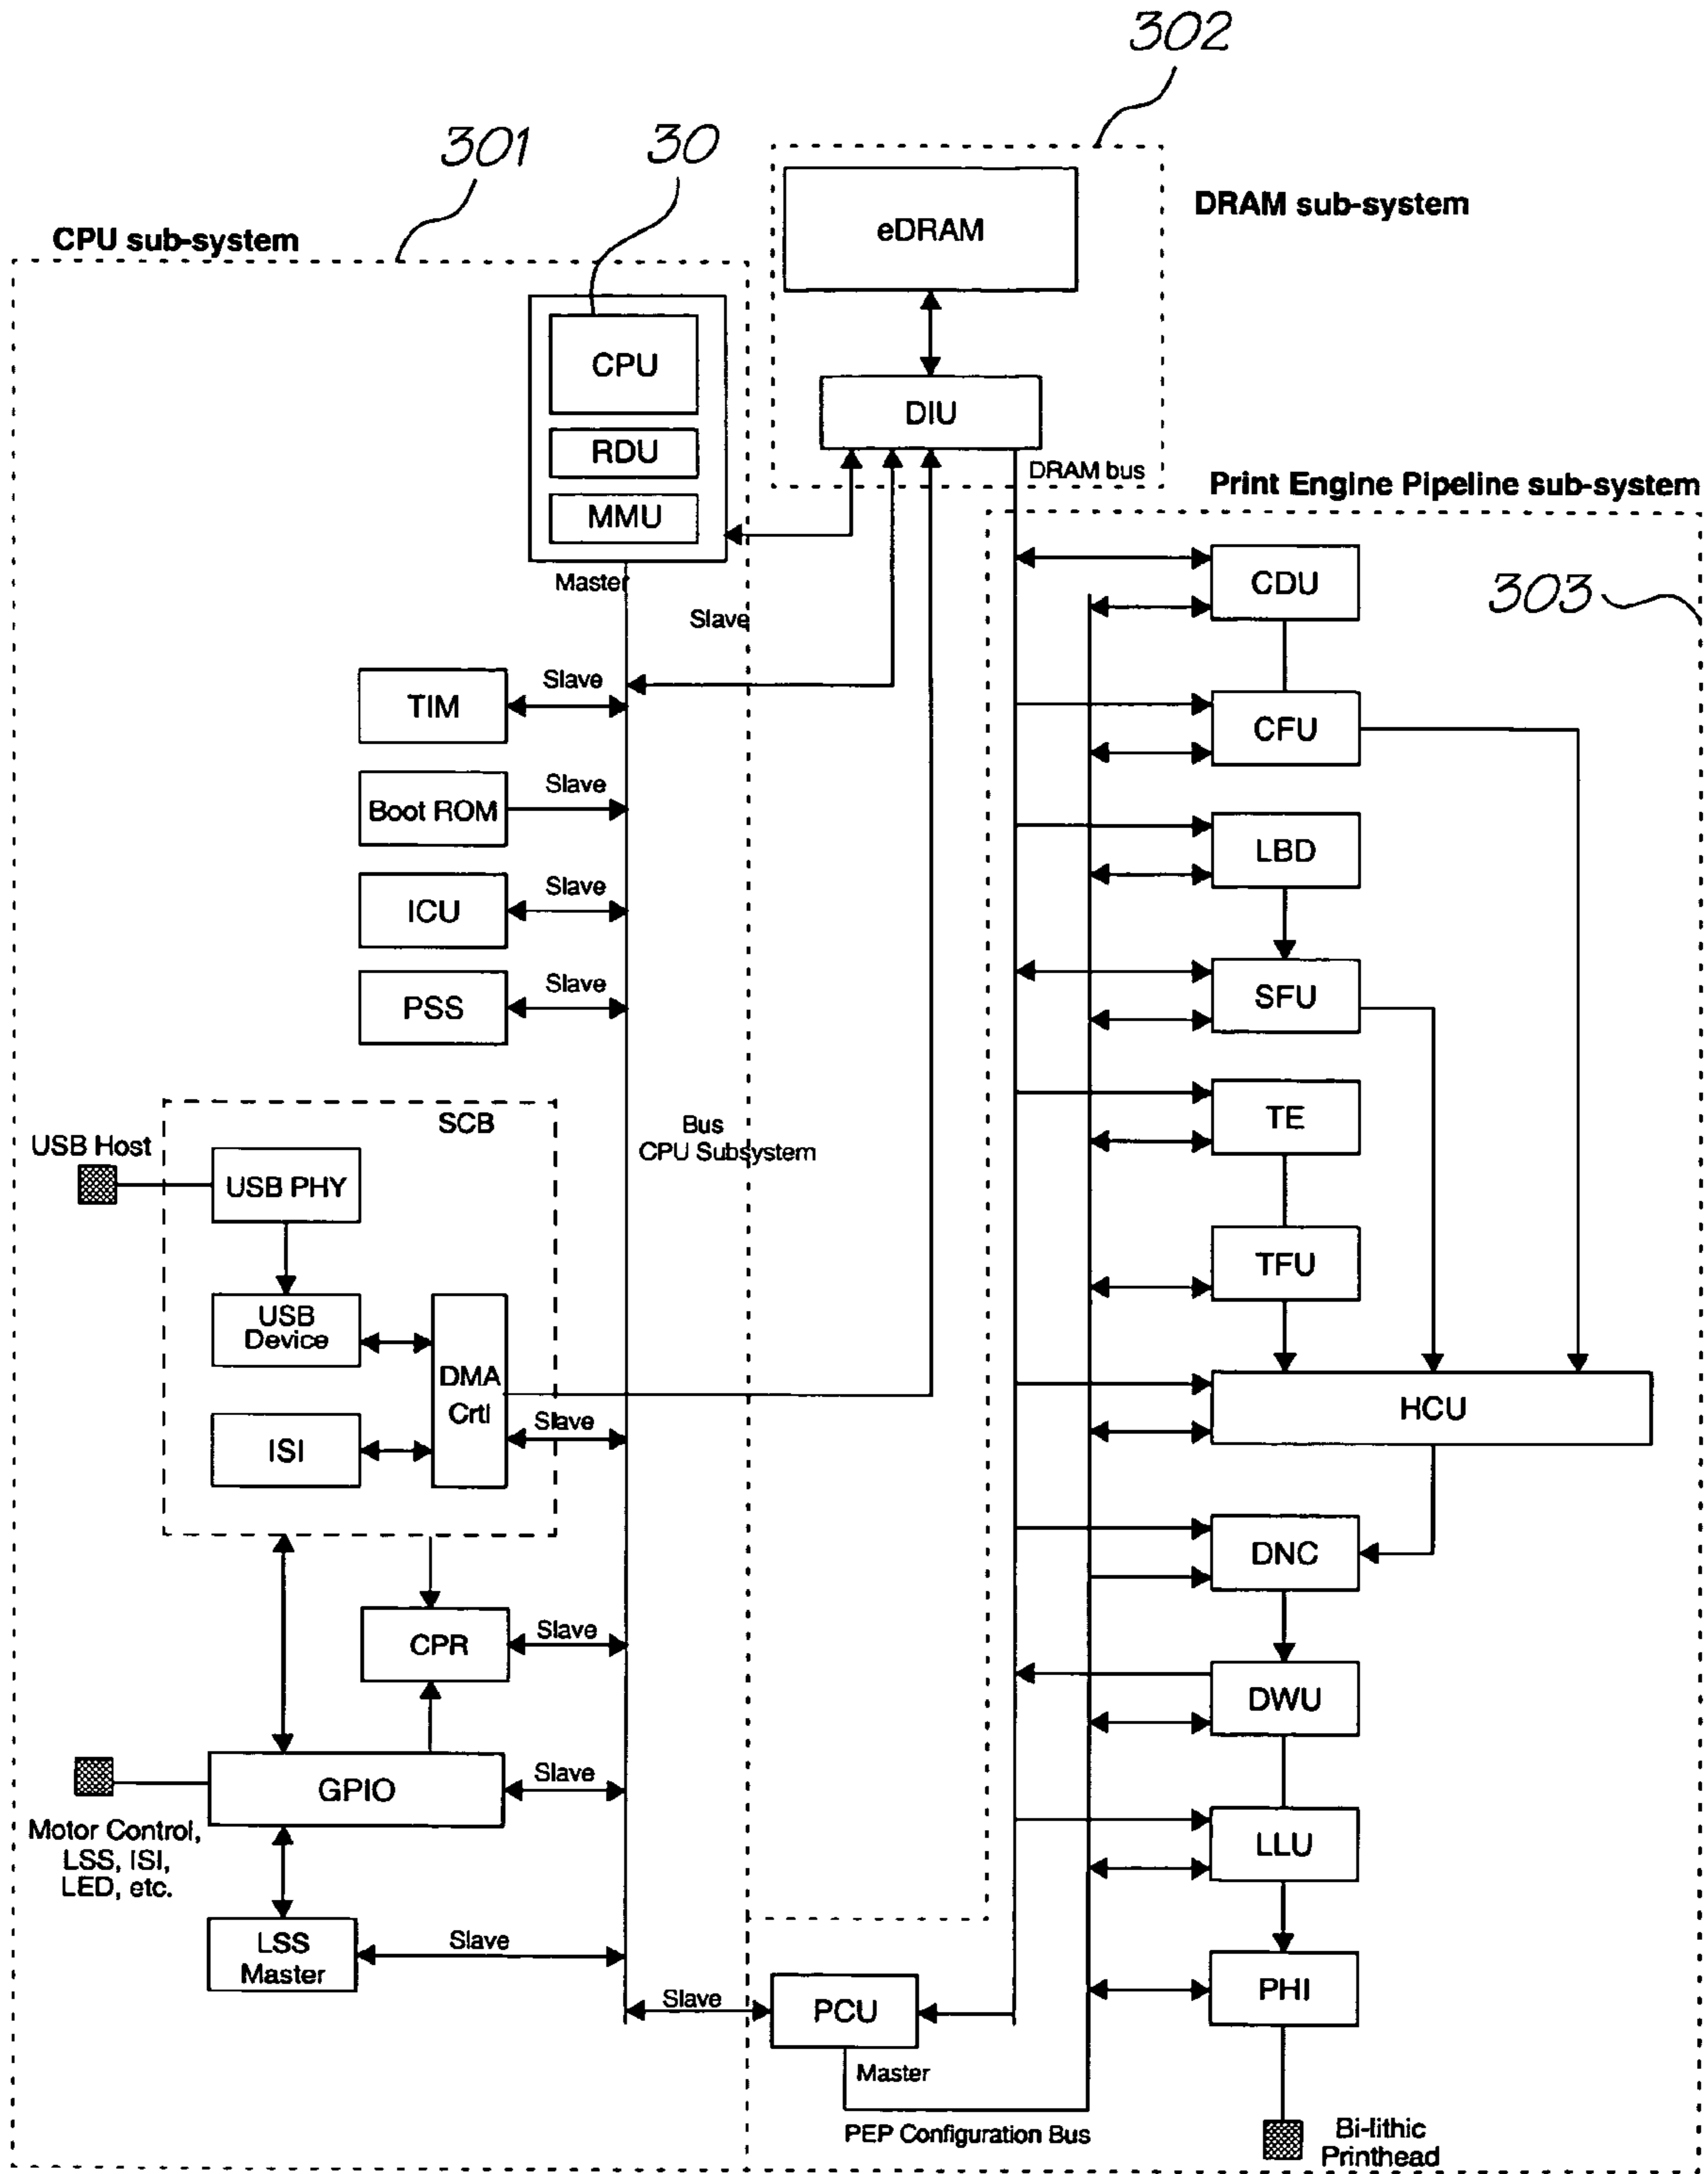 302
301
30
DRAM sub-system
CPU sub-system
eDRAM
CPU
DIU
RDU
DRAM bus
Print Engine Pipeline sub-system
MMU
Master
303
CDU
Slave
Slave
TIM
CFU
Slave
Boot ROM
LBD
Slave
ICU
Slave
PSS
SFU
SCB
TE
USB Host
Bus
CPU Subsystem
USB PHY
TFU
USB
Device
DMA
Crtl
HCU
Slave
ISI
DNC
CPR
Slave
DWU
GPIO
Slave
Motor Control,
LSS, ISI,
LED, etc.
LLU
LSS
Master
Slave
PHI
Slave
PCU
Master
PEP Configuration Bus
Bi-lithic
Printhead